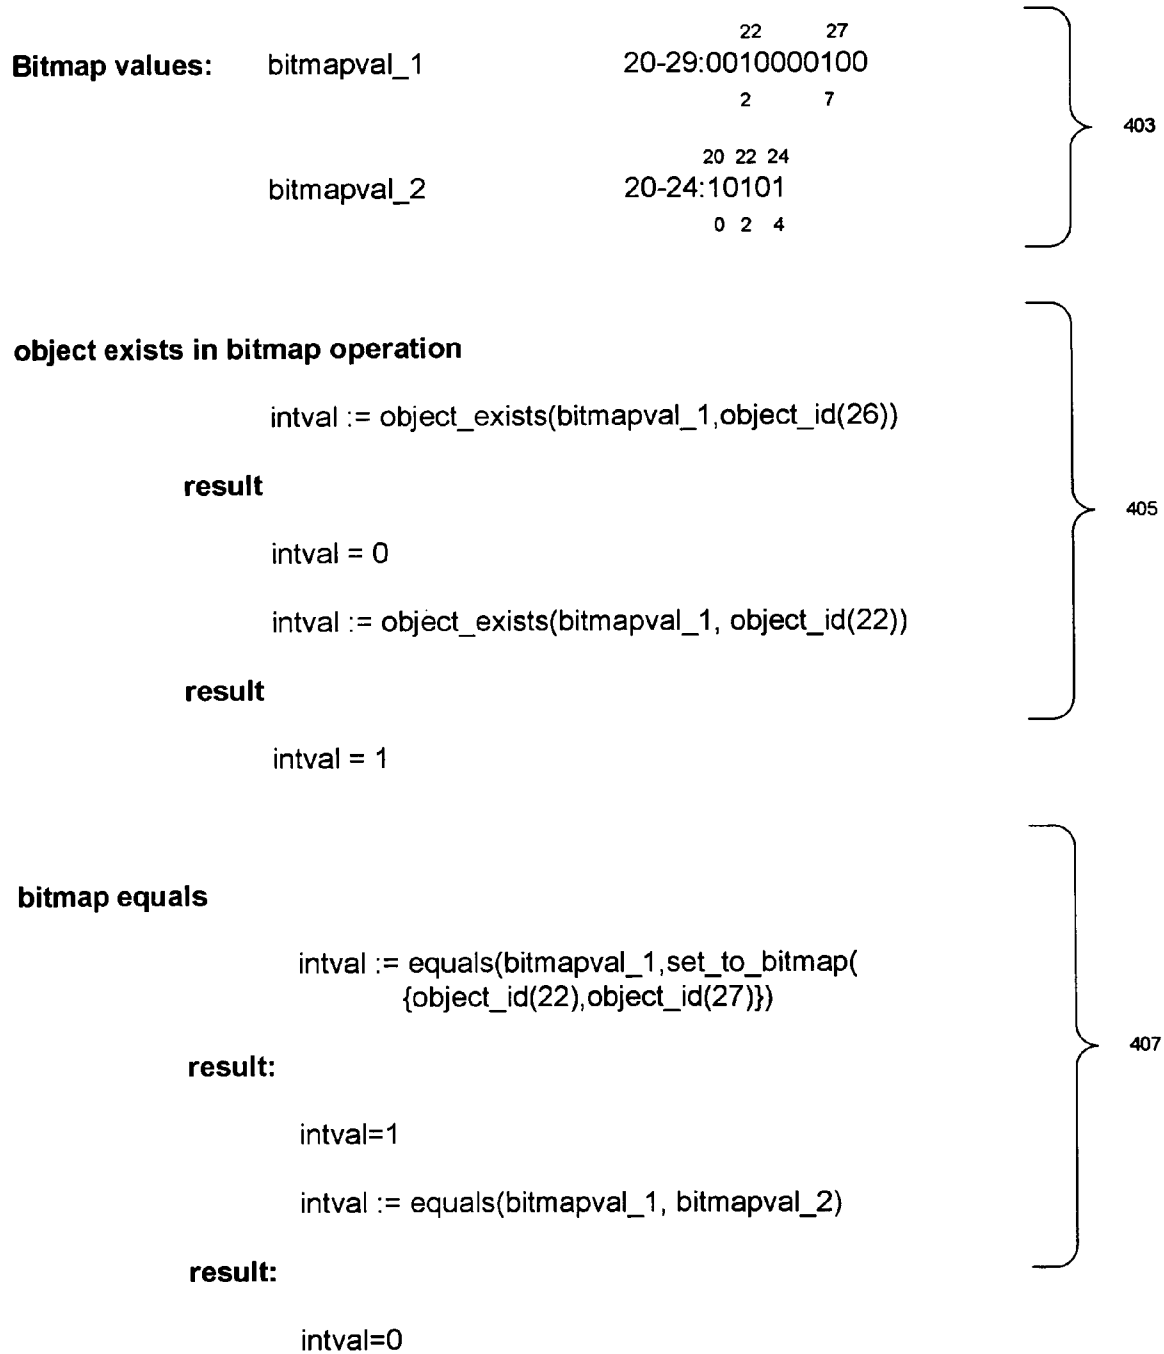 22 27
Bitmap values: bitmapval_1 20-29:0010000100
2 7
403
20 22 24
bitmapval_2 20-24:10101
0 2 4
object exists in bitmap operation
intval := object_exists(bitmapval_1,object_id(26))
result
405
intval = 0
intval := object_exists(bitmapval_1, object_id(22))
result
intval = 1
bitmap equals
intval := equals(bitmapval_1,set_to_bitmap(
{object_id(22),object_id(27)})
407
result:
intval=1
intval := equals(bitmapval_1, bitmapval_2)
result:
intval=0